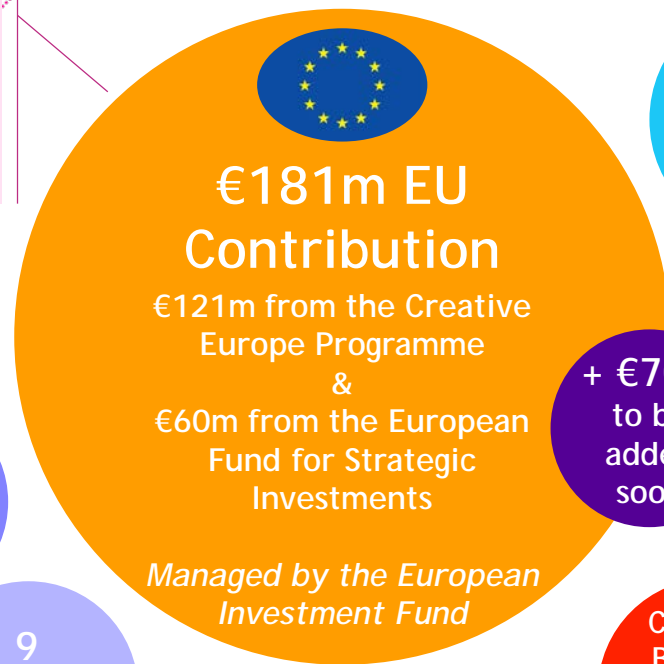 €181m EU
Contribution
€121m from the Creative
Europe Programme
&
€60m from the European
Fund for Strategic
Investments
Managed by the European
Investment Fund
+
to
9